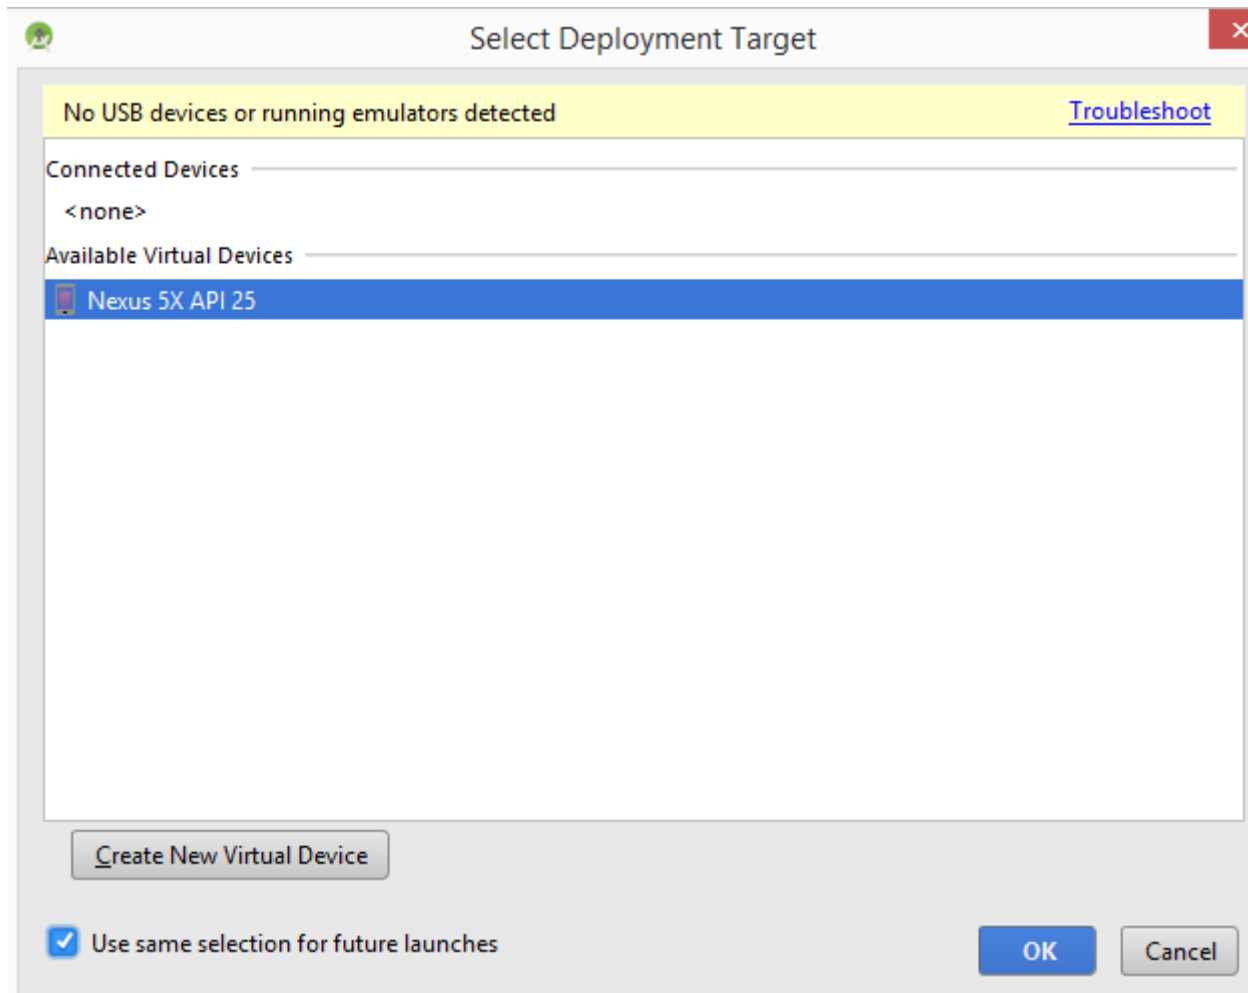 Select Deployment Target
No USB devices or running emulators detected Troubleshoot
Connected Devices
<none>
Available Virtual Devices
Nexus 5X API 25
Create New Virtual Device
Use same selection for future launches
OK Cancel